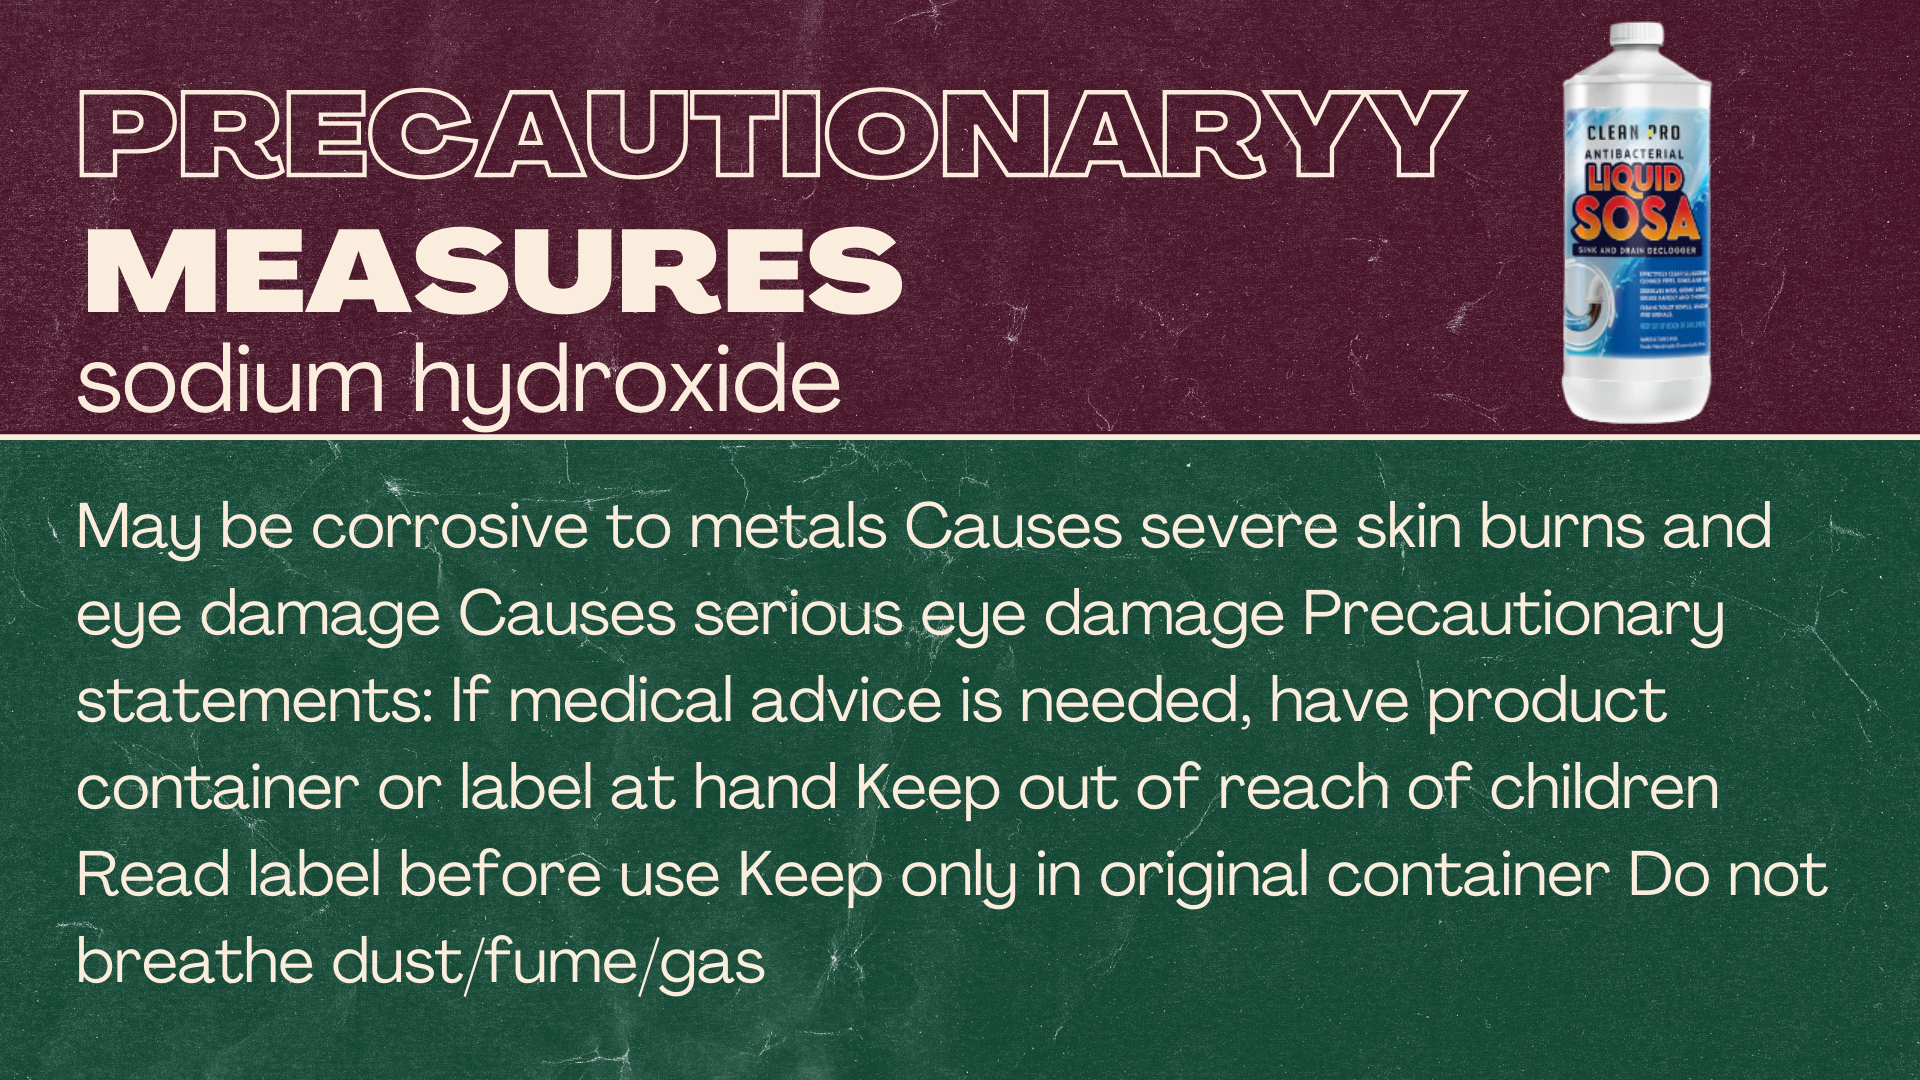 PRECAUTIONARYY
MEASURES
sodium hydroxide
CLEAN PRO
ANTIBACTERIAL
LIQUID
SOSA
SINK AND DRAIN DECLOGGER
May be corrosive to metals Causes severe skin burns and
eye damage Causes serious eye damage Precautionary
statements: If medical advice is needed, have product
container or label at hand Keep out of reach of children
Read label before use Keep only in original container Do not
breathe dust/fume/gas